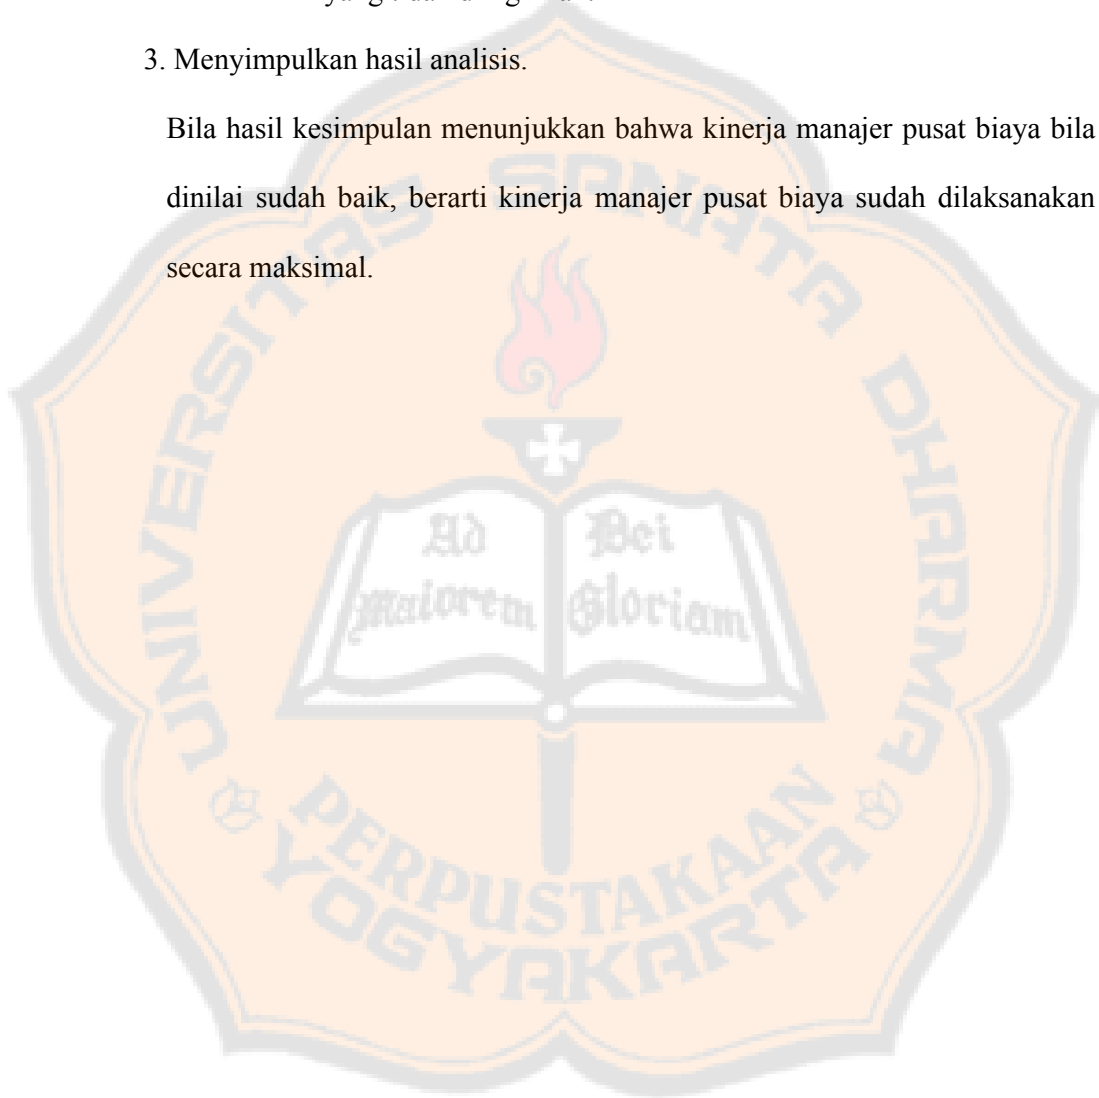 3. Menyimpulkan hasil analisis.
Bila hasil kesimpulan menunjukkan bahwa kinerja manajer pusat biaya bila
dinilai sudah baik, berarti kinerja manajer pusat biaya sudah dilaksanakan
secara maksimal.
UNIVERSITAS SANATA DHARMA
Ad
maiorem
Dei
Gloriam
PERPUSTAKAAN
YOGYAKARTA